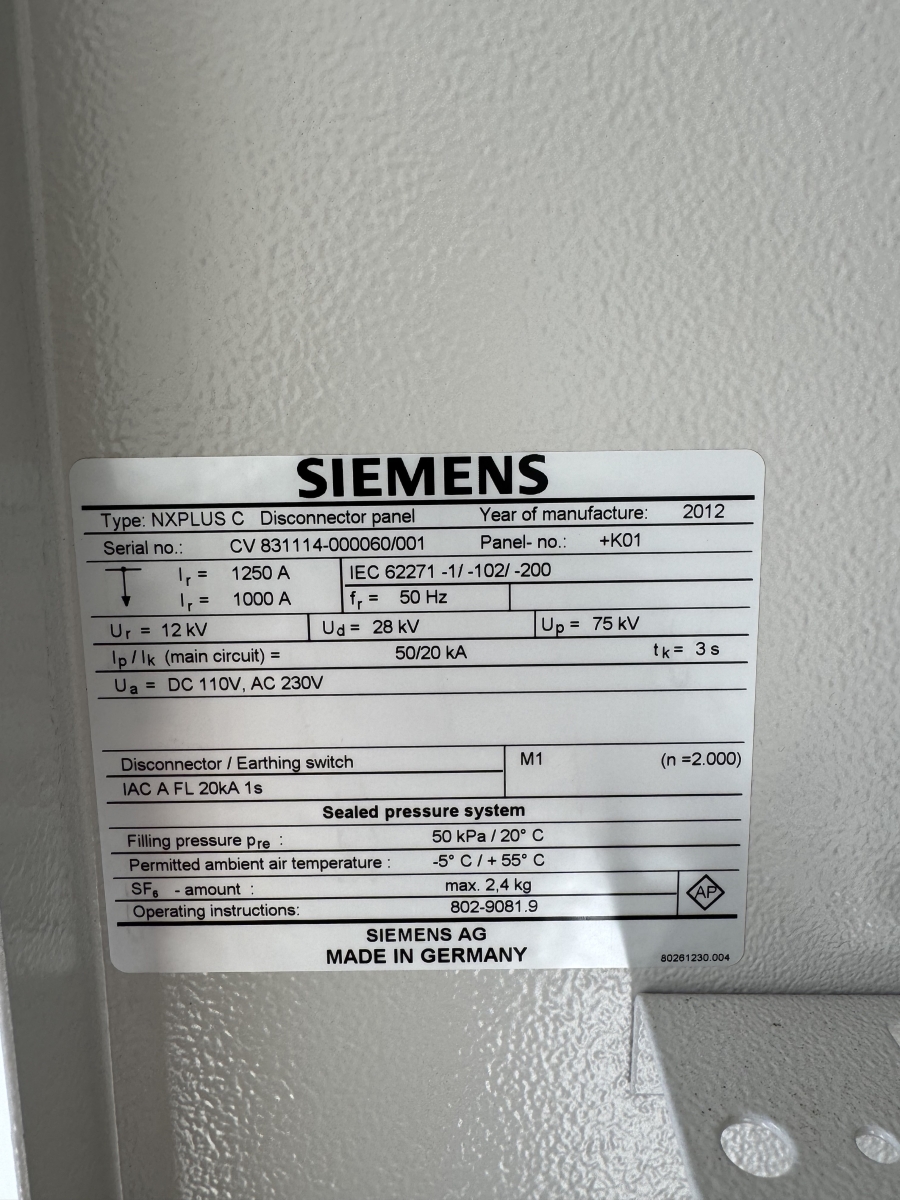 SIEMENS
Type: NXPLUS C Disconnector panel Year of manufacture: 2012
Serial no.: CV 831114-000060/001 Panel- no.: +K01
Ir = 1250 A IEC 62271 -1/ -102/ -200
Ir = 1000 A fr = 50 Hz
Ur = 12 kV Ud = 28 kV Up = 75 kV
Ip / Ik (main circuit) = 50/20 kA tk = 3 s
Ua = DC 110V, AC 230V
Disconnector / Earthing switch M1 (n =2.000)
IAC A FL 20kA 1s
Sealed pressure system
Filling pressure pre : 50 kPa / 20° C
Permitted ambient air temperature : -5° C / + 55° C
SF6 - amount : max. 2,4 kg AP
Operating instructions: 802-9081.9
SIEMENS AG
MADE IN GERMANY 80261230.004